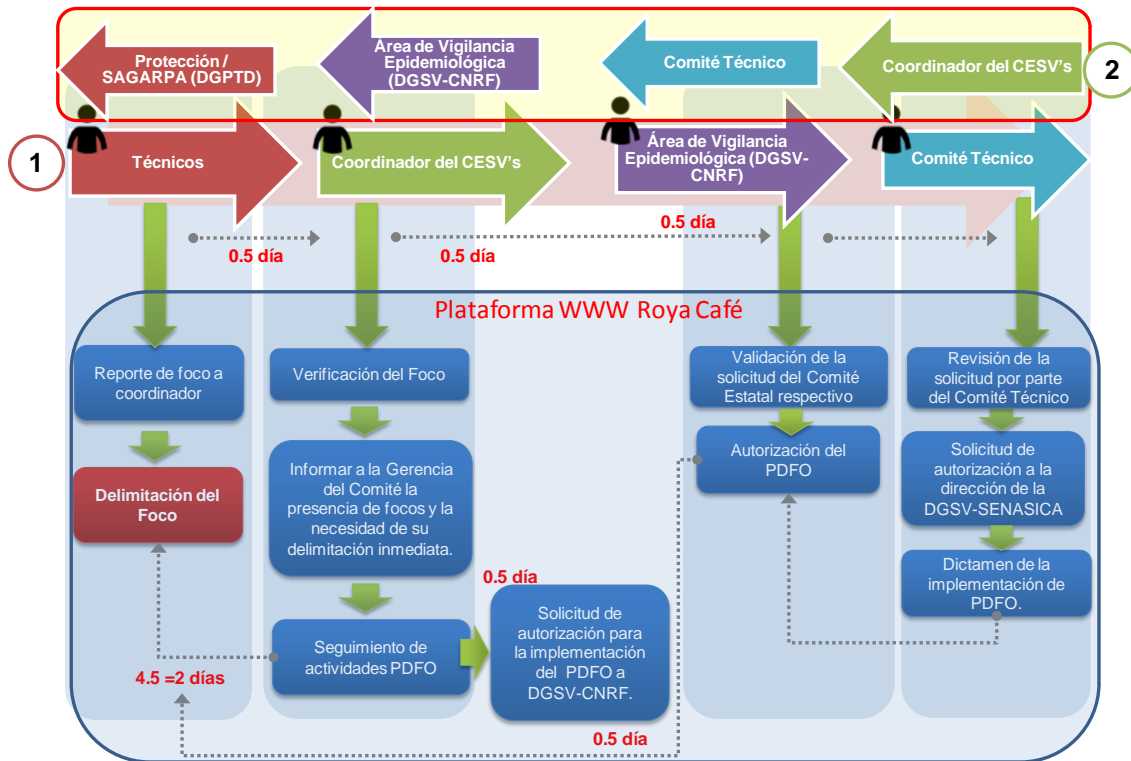 Protección /
SAGARPA (DGPTD)
Área de Vigilancia
Epidemiológica
(DGSV-CNRF)
Comité Técnico
Coordinador del CESV's
2
1
Técnicos
Coordinador del CESV's
Área de Vigilancia
Epidemiológica (DGSV-
CNRF)
Comité Técnico
0.5 día
0.5 día
0.5 día
Plataforma WWW Roya Café
Reporte de foco a
coordinador
Delimitación del
Foco
Verificación del Foco
Informar a la Gerencia
del Comité la
presencia de focos y la
necesidad de su
delimitación inmediata.
Seguimiento de
actividades PDFO
0.5 día
Solicitud de
autorización para
la implementación
del PDFO a
DGSV-CNRF.
Validación de la
solicitud del Comité
Estatal respectivo
Autorización del
PDFO
Revisión de la
solicitud por parte
del Comité Técnico
Solicitud de
autorización a la
dirección de la
DGSV-SENASICA
Dictamen de la
implementación de
PDFO.
4.5 =2 días
0.5 día